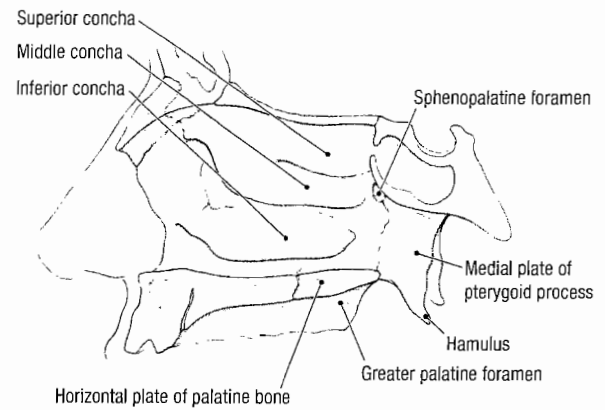 Superior concha
Middle concha
Inferior concha
Sphenopalatine foramen
Medial plate of
pterygoid process
Hamulus
Greater palatine foramen
Horizontal plate of palatine bone